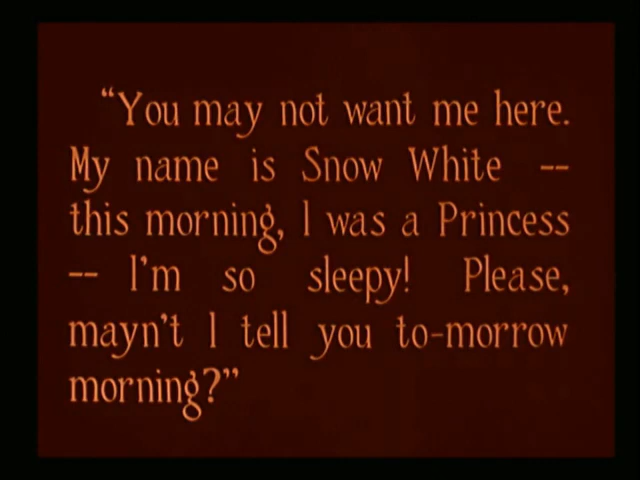 “You may not want me here.
My name is Snow White --
this morning, I was a Princess
-- I'm so sleepy! Please,
mayn't I tell you to-morrow
morning?”